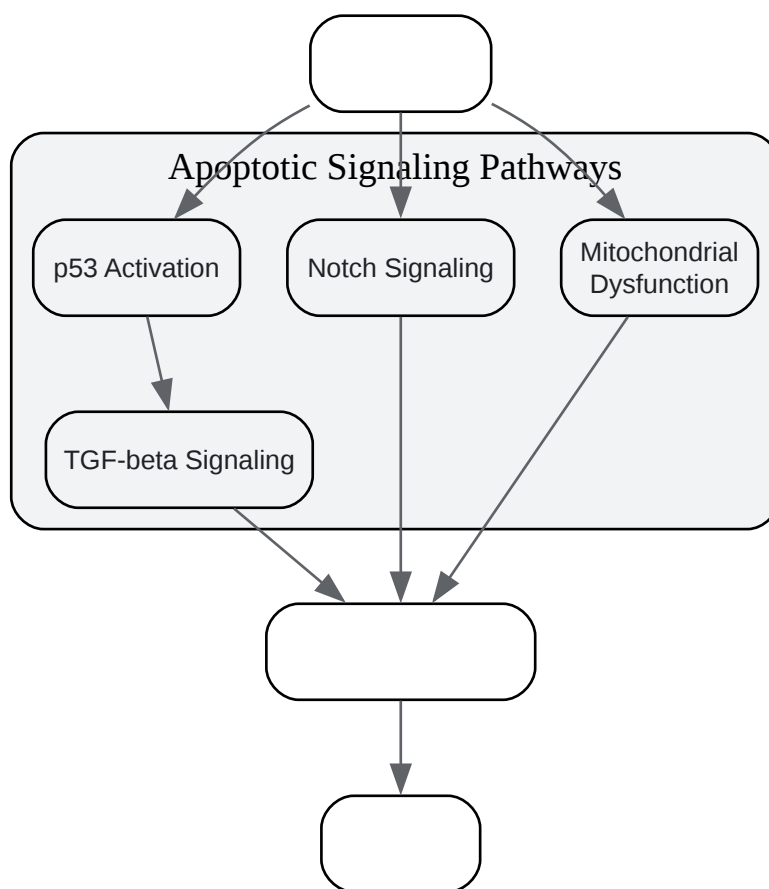 Apoptotic Signaling Pathways
p53 Activation
Notch Signaling
Mitochondrial
Dysfunction
TGF-beta Signaling